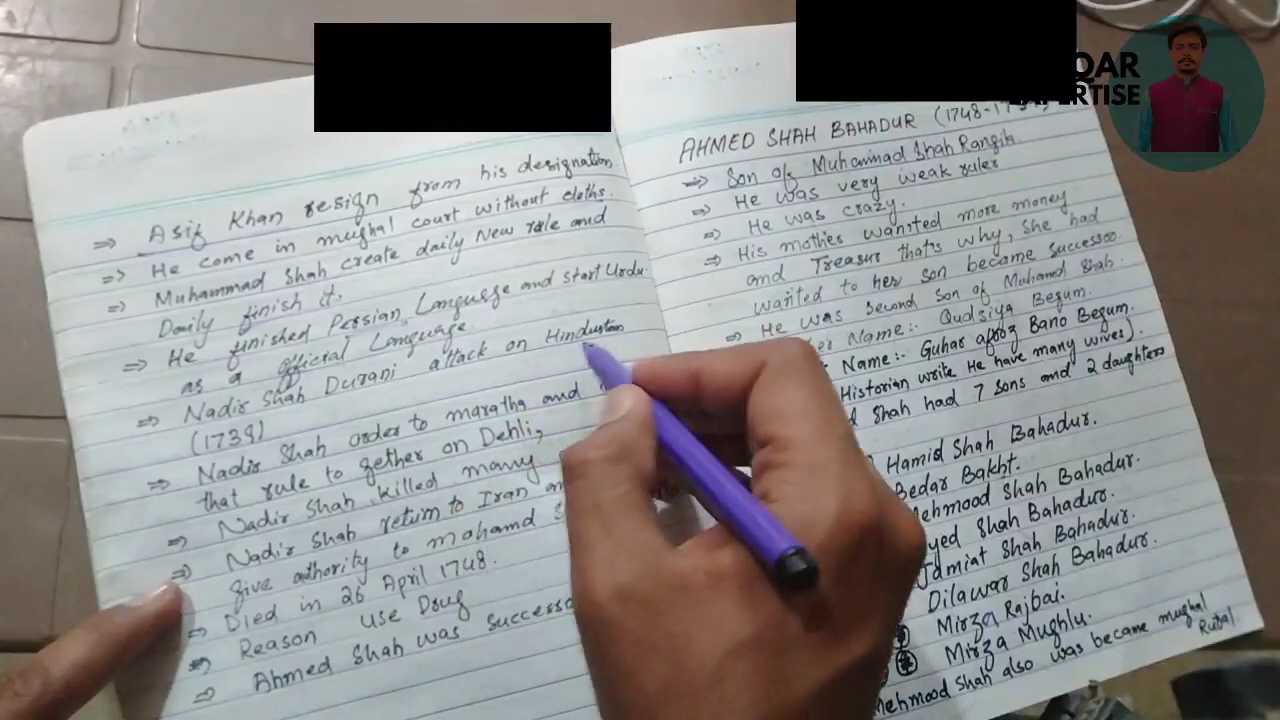 ⇒ Asif Khan resign from his designation.
⇒ He come in mughal court without cloths.
⇒ Muhammad Shah create daily New rule and
Daily finish it.
⇒ He finished Persian Language and start Urdu
as a official Language.
⇒ Nadir Shah Durani attack on Hindustan
(1739)
⇒ Nadir Shah order to maratha and
that rule to gether on Dehli,
⇒ Nadir Shah killed many
⇒ Nadir Shah return to Iran
give authority to mohamd
⇒ Died in 26 April 1748.
⇒ Reason use Doug
⇒ Ahmed Shah was
AHMED SHAH BAHADUR (1748-
⇒ Son of Muhammad Shah Rangila
⇒ He was very weak ruler
⇒ He was crazy.
⇒ His mother wanted more money
and Treasur that's why, she had
wanted to her son became successor.
⇒ He was second son of Muhamd Shah.
Name:- Qudsiya Begum.
Name:- Guhar afroz Bano Begum.
Historian write He have many wives).
Shah had 7 sons and 2 daughters
Hamid Shah Bahadur.
Bedar Bakht.
Mehmood Shah Bahadur.
Shah Bahadur.
Jamiat Shah Bahadur.
Dilawar Shah Bahadur.
Mirza Rajbai.
Mirza Mughlu.
Mehmood Shah also was became mughal
QAR
EXPERTISE